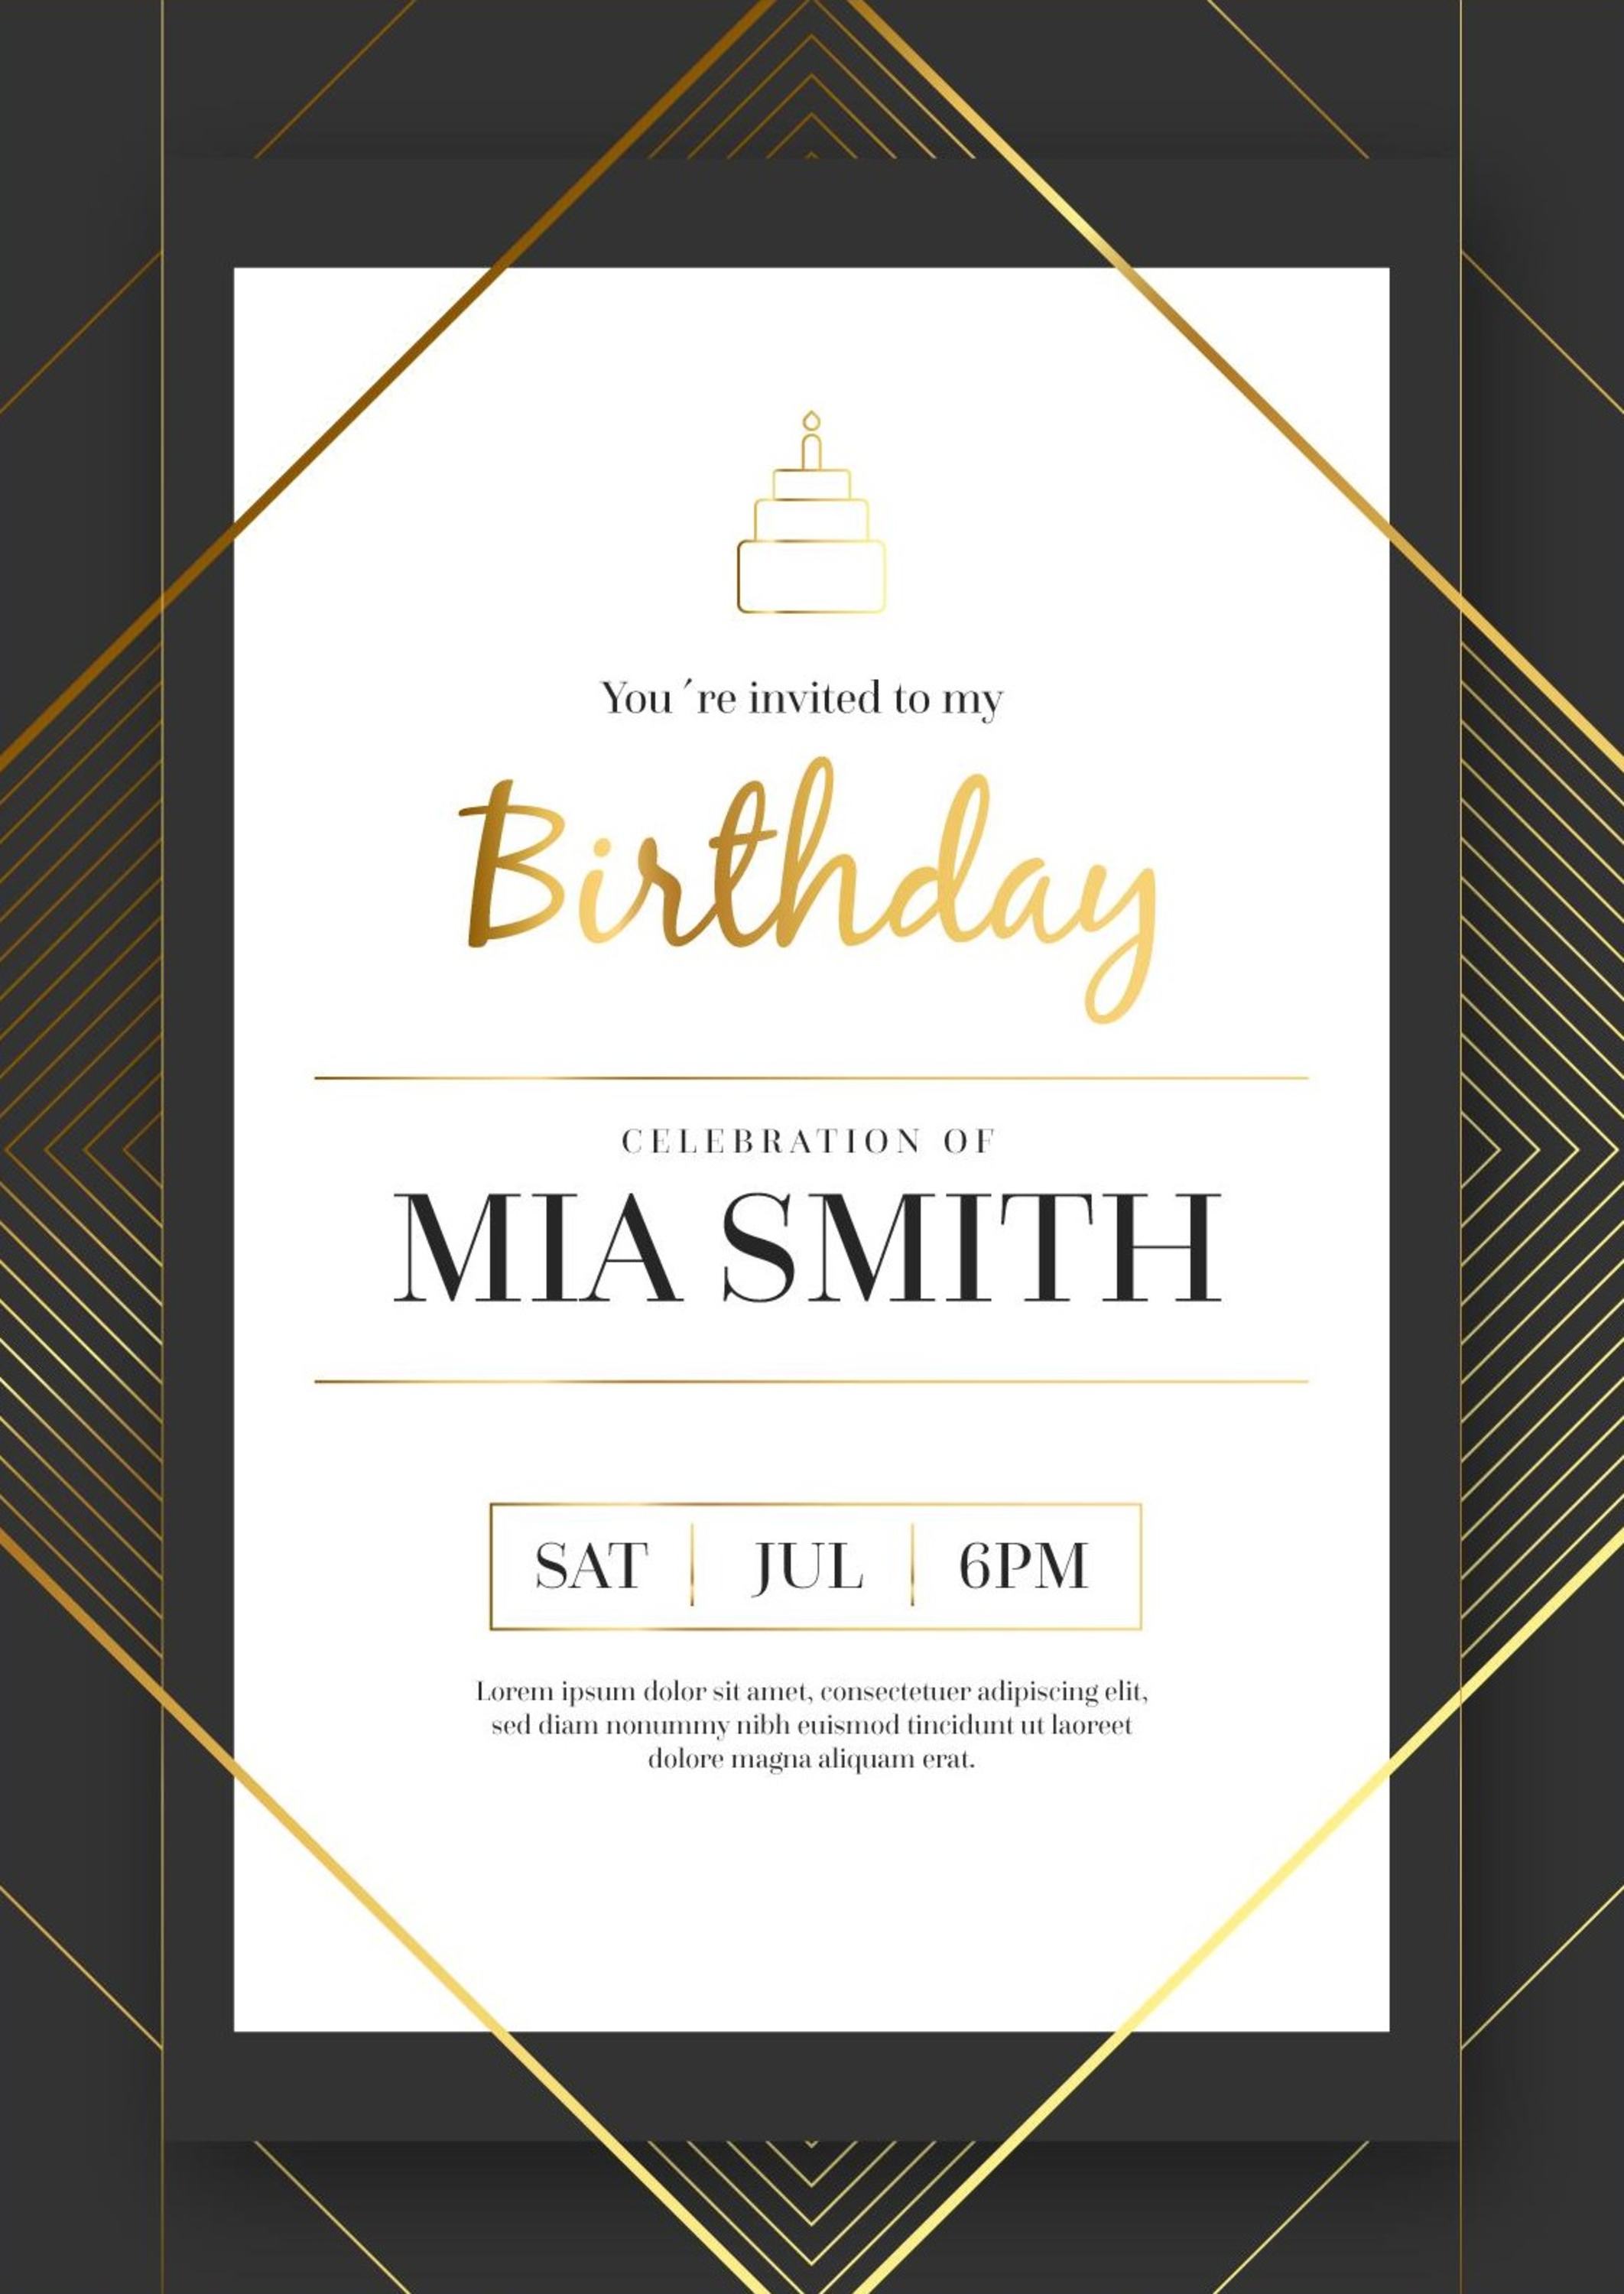 You ´re invited to my
Birthday
CELEBRATION OF
MIA SMITH
SAT JUL 6PM
Lorem ipsum dolor sit amet, consectetuer adipiscing elit,
sed diam nonummy nibh euismod tincidunt ut laoreet
dolore magna aliquam erat.